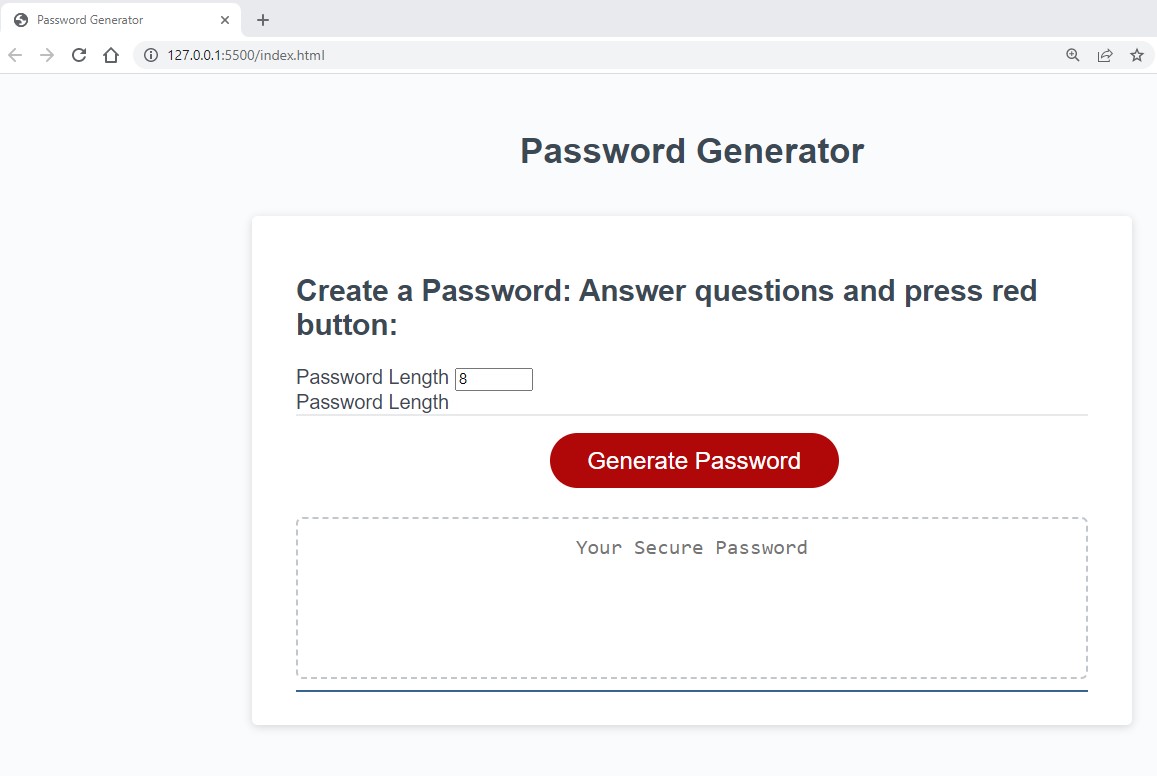 Password Generator
127.0.0.1:5500/index.html
Password Generator
Create a Password: Answer questions and press red
button:
Password Length 8
Password Length
Generate Password
Your Secure Password